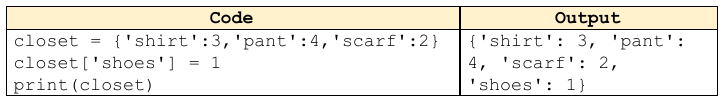 Code
Output
closet = {'shirt':3,'pant':4,'scarf':2}
closet['shoes'] = 1
print(closet)
{'shirt': 3, 'pant':
4, 'scarf': 2,
'shoes': 1}